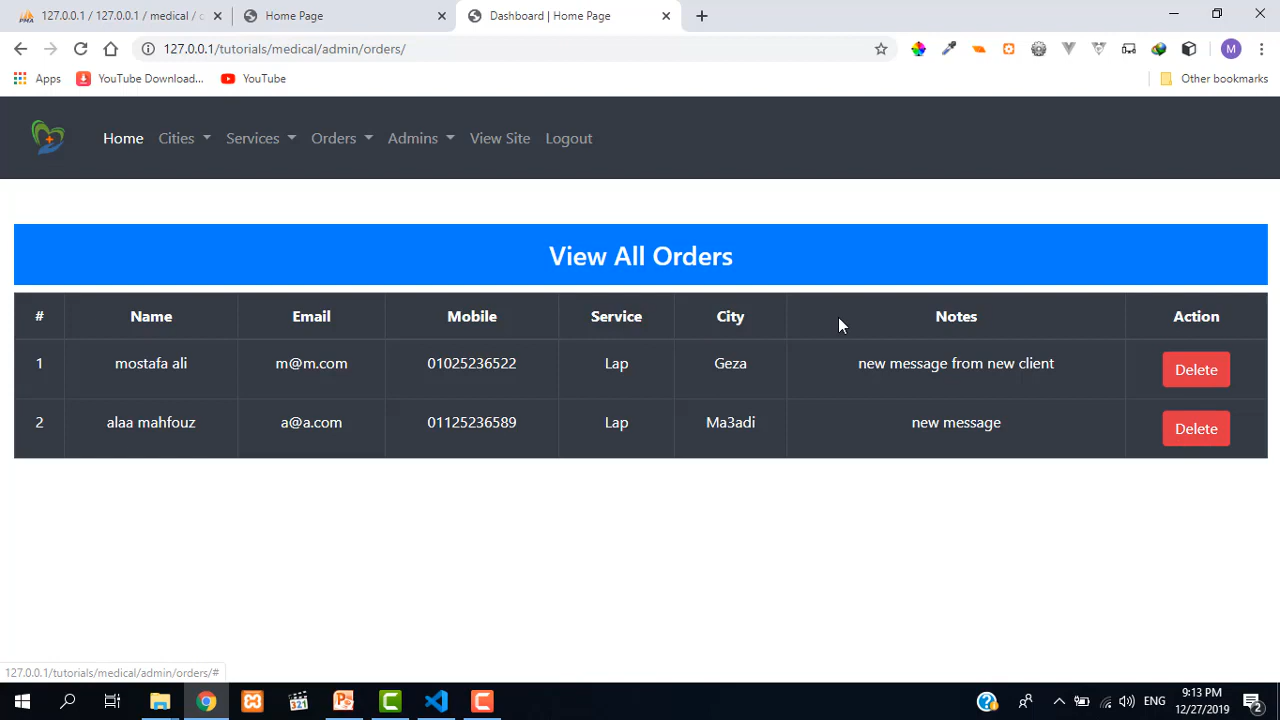 127.0.0.1 / 127.0.0.1 / medical / c
Home Page
Dashboard | Home Page
127.0.0.1/tutorials/medical/admin/orders/
M
Apps
YouTube Download...
YouTube
Other bookmarks
Home
Cities
Services
Orders
Admins
View Site
Logout
View All Orders
# Name Email Mobile Service City Notes Action
1 mostafa ali m@m.com 01025236522 Lap Geza new message from new client Delete
2 alaa mahfouz a@a.com 01125236589 Lap Ma3adi new message Delete
127.0.0.1/tutorials/medical/admin/orders/#
321
ENG
9:13 PM
12/27/2019
2